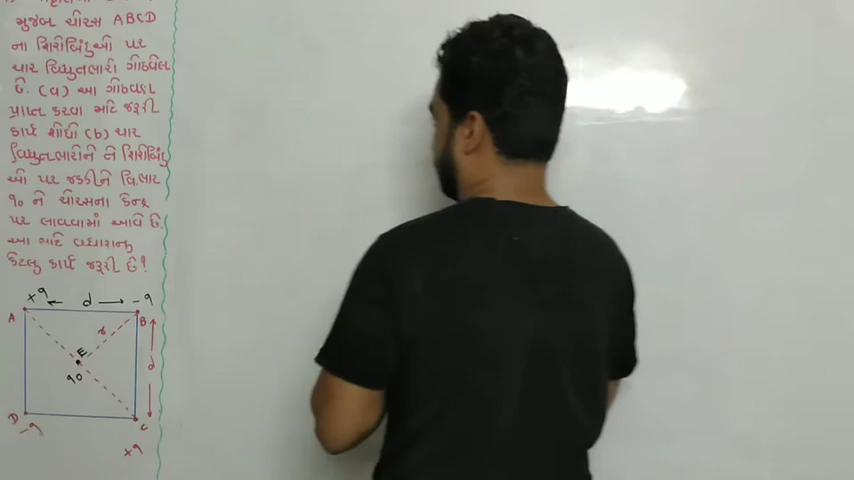 મુજબ ચોરસ ABCD
ના શિરોબિંદુઓ પર
ચાર વિદ્યુતભારો ગોઠવેલ
છે. (a) આ ગોઠવણ
પ્રાપ્ત કરવા માટે જરૂરી
કાર્ય શોધો (b) ચાર
વિદ્યુતભારોને તે શિરોબિંદુ
ઓ પર જકડીને વિ.ભાર
q0 ને ચોરસના કેન્દ્ર
પર લાવવામાં આવે છે.
આ માટે વધારાનુ
કેટલુ કાર્ય જરૂરી છે?
+q d -q
A B
r
E
d
q0
D C
-q
+q